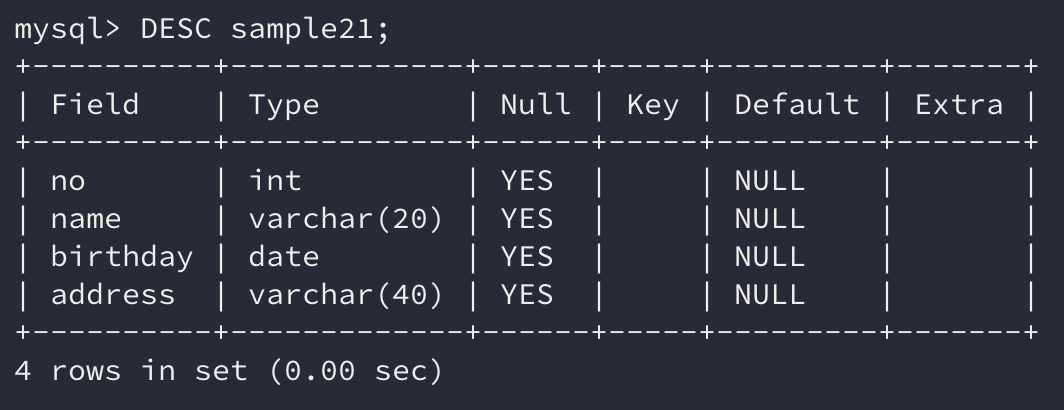 mysql> DESC sample21;
+----------+-------------+------+-----+---------+-------+
| Field    | Type        | Null | Key | Default | Extra |
+----------+-------------+------+-----+---------+-------+
| no       | int         | YES  |     | NULL    |       |
| name     | varchar(20) | YES  |     | NULL    |       |
| birthday | date        | YES  |     | NULL    |       |
| address  | varchar(40) | YES  |     | NULL    |       |
+----------+-------------+------+-----+---------+-------+
4 rows in set (0.00 sec)